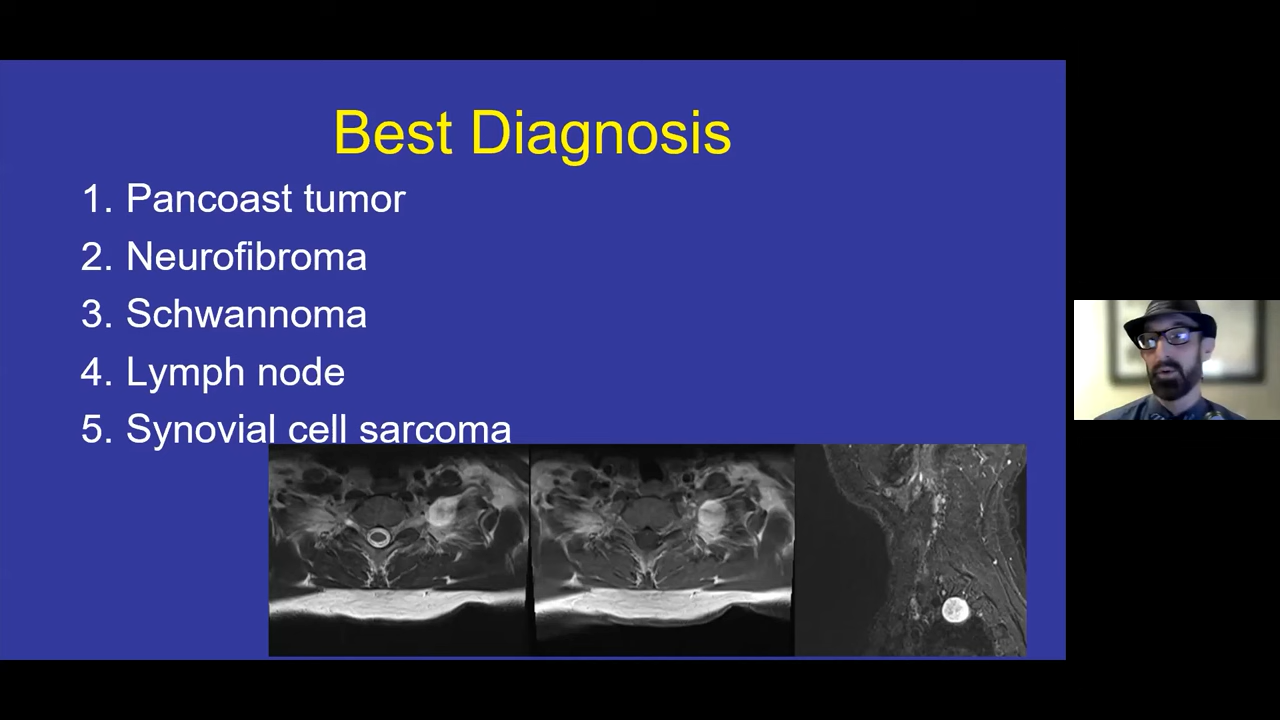 Best Diagnosis
1. Pancoast tumor
2. Neurofibroma
3. Schwannoma
4. Lymph node
5. Synovial cell sarcoma